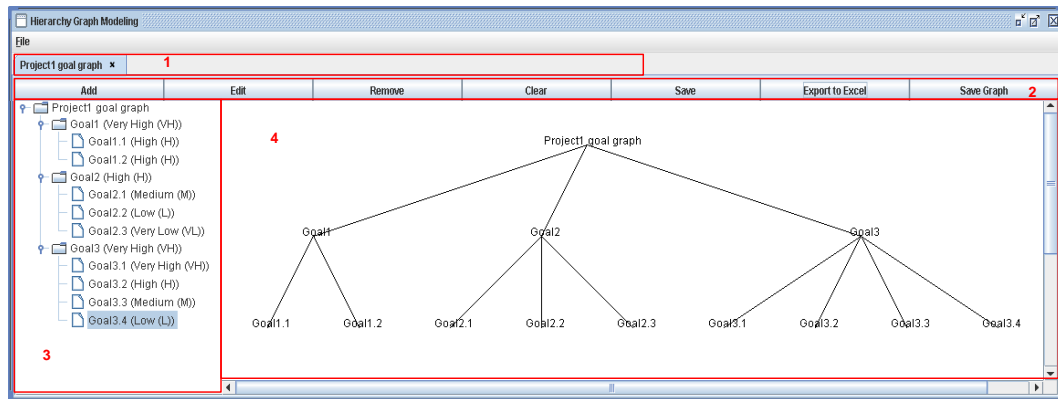 Hierarchy Graph Modeling
File
Project1 goal graph × 1
Add Edit Remove Clear Save Export to Excel Save Graph 2
Project1 goal graph
Goal1 (Very High (VH))
Goal1.1 (High (H))
Goal1.2 (High (H))
Goal2 (High (H))
Goal2.1 (Medium (M))
Goal2.2 (Low (L))
Goal2.3 (Very Low (VL))
Goal3 (Very High (VH))
Goal3.1 (Very High (VH))
Goal3.2 (High (H))
Goal3.3 (Medium (M))
Goal3.4 (Low (L))
3
4
Project1 goal graph
Goal1 Goal2 Goal3
Goal1.1 Goal1.2 Goal2.1 Goal2.2 Goal2.3 Goal3.1 Goal3.2 Goal3.3 Goal3.4